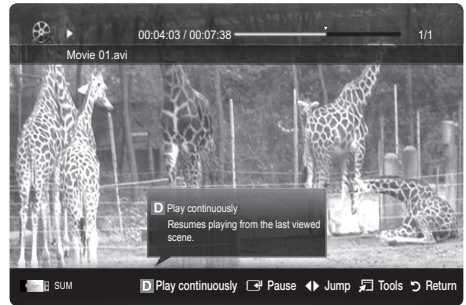 00:04:03 / 00:07:38
1/1
Movie 01.avi
D Play continuously
Resumes playing from the last viewed
scene.
SUM
D Play continuously
Pause
Jump
Tools
Return